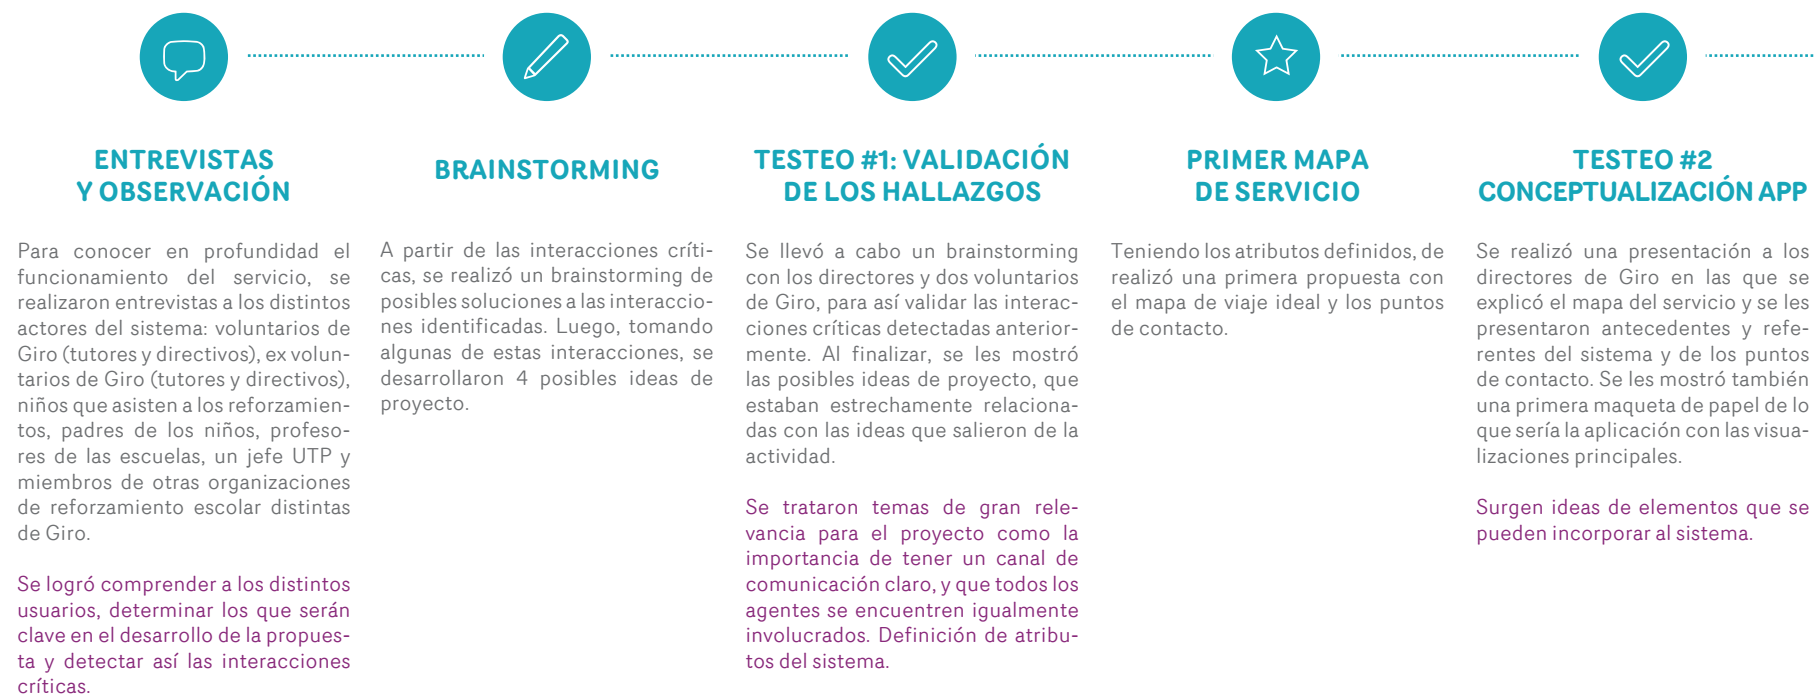 ENTREVISTAS
Y OBSERVACIÓN
Para conocer en profundidad el
funcionamiento del servicio, se
realizaron entrevistas a los distintos
actores del sistema: voluntarios de
Giro (tutores y directivos), ex volun-
tarios de Giro (tutores y directivos),
niños que asisten a los reforzamien-
tos, padres de los niños, profeso-
res de las escuelas, un jefe UTP y
miembros de otras organizaciones
de reforzamiento escolar distintas
de Giro.
Se logró comprender a los distintos
usuarios, determinar los que serán
clave en el desarrollo de la propues-
ta y detectar así las interacciones
críticas.
BRAINSTORMING
A partir de las interacciones críti-
cas, se realizó un brainstorming de
posibles soluciones a las interaccio-
nes identificadas. Luego, tomando
algunas de estas interacciones, se
desarrollaron 4 posibles ideas de
proyecto.
TESTEO #1: VALIDACIÓN
DE LOS HALLAZGOS
Se llevó a cabo un brainstorming
con los directores y dos voluntarios
de Giro, para así validar las interac-
ciones críticas detectadas anterior-
mente. Al finalizar, se les mostró
las posibles ideas de proyecto, que
estaban estrechamente relaciona-
das con las ideas que salieron de la
actividad.
Se trataron temas de gran rele-
vancia para el proyecto como la
importancia de tener un canal de
comunicación claro, y que todos los
agentes se encuentren igualmente
involucrados. Definición de atribu-
tos del sistema.
PRIMER MAPA
DE SERVICIO
Teniendo los atributos definidos, de
realizó una primera propuesta con
el mapa de viaje ideal y los puntos
de contacto.
TESTEO #2
CONCEPTUALIZACIÓN APP
Se realizó una presentación a los
directores de Giro en las que se
explicó el mapa del servicio y se les
presentaron antecedentes y refe-
rentes del sistema y de los puntos
de contacto. Se les mostró también
una primera maqueta de papel de lo
que sería la aplicación con las visua-
lizaciones principales.
Surgen ideas de elementos que se
pueden incorporar al sistema.